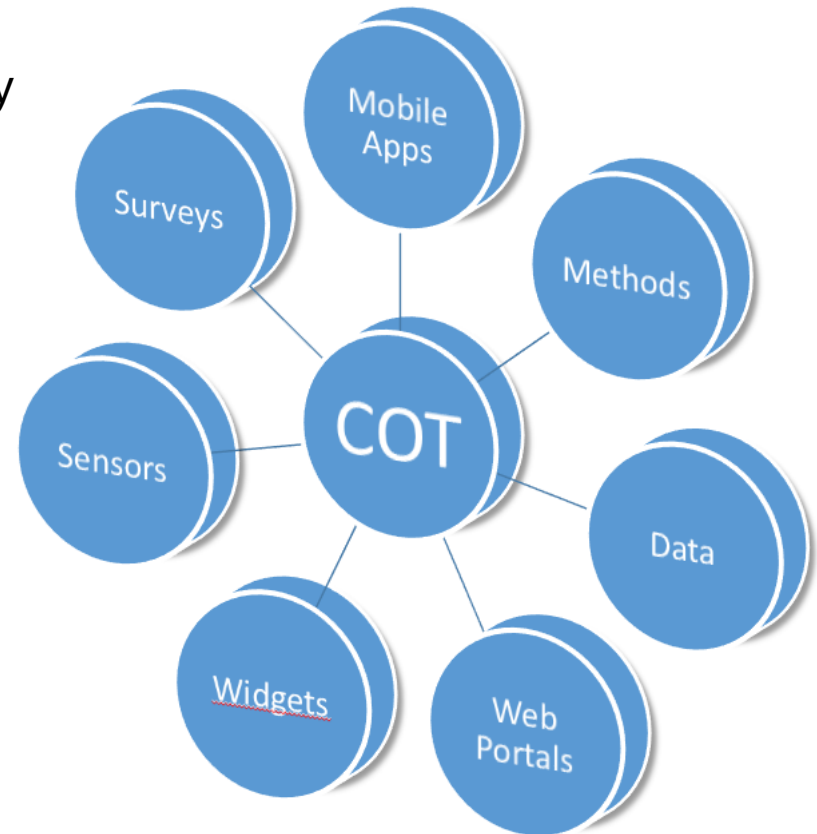 y
Mobile
Apps
Surveys
Methods
COT
Sensors
Data
Widgets
Web
Portals